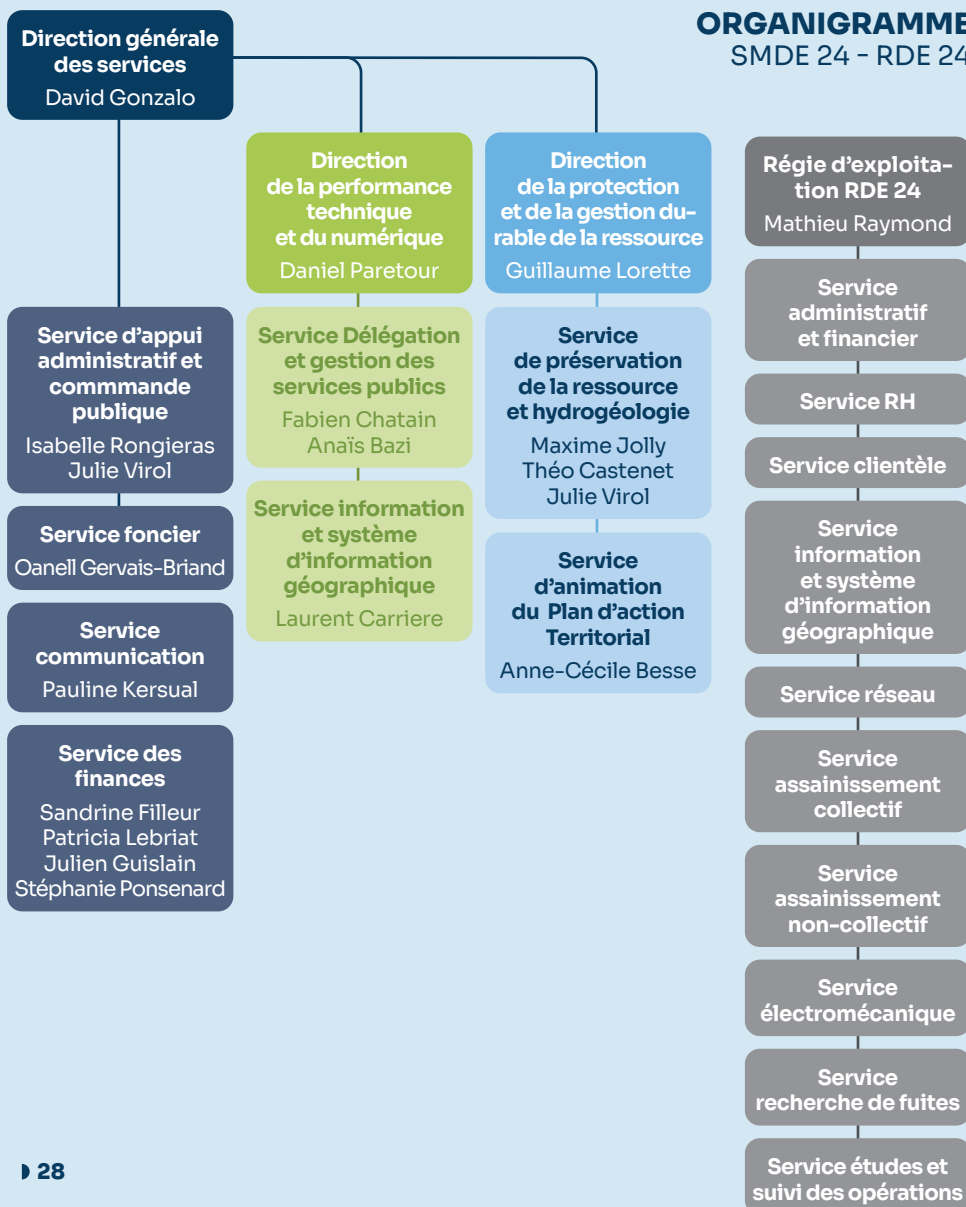 ORGANIGRAMME
SMDE 24 - RDE 24
Direction générale
des services
David Gonzalo
Service d'appui
administratif et
commmande
publique
Isabelle Rongieras
Julie Virol
Service foncier
Oanell Gervais-Briand
Service
communication
Pauline Kersual
Service des
finances
Sandrine Filleur
Patricia Lebriat
Julien Guislain
Stéphanie Ponsenard
Direction
de la performance
technique
et du numérique
Daniel Paretour
Service Délégation
et gestion des
services publics
Fabien Chatain
Anaïs Bazi
Service information
et système
d'information
géographique
Laurent Carriere
Direction
de la protection
et de la gestion du-
rable de la ressource
Guillaume Lorette
Service
de préservation
de la ressource
et hydrogéologie
Maxime Jolly
Théo Castenet
Julie Virol
Service
d'animation
du Plan d'action
Territorial
Anne-Cécile Besse
Régie d'exploita-
tion RDE 24
Mathieu Raymond
Service
administratif
et financier
Service RH
Service clientèle
Service
information
et système
d'information
géographique
Service réseau
Service
assainissement
collectif
Service
assainissement
non-collectif
Service
électromécanique
Service
recherche de fuites
Service études et
suivi des opérations
28